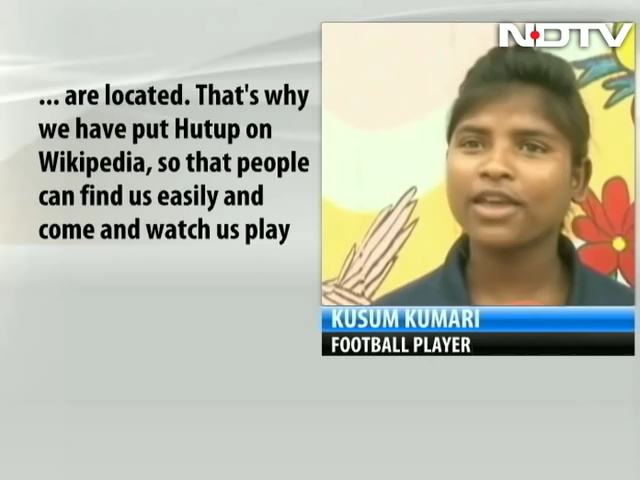 NDTV
... are located. That's why
we have put Hutup on
Wikipedia, so that people
can find us easily and
come and watch us play
KUSUM KUMARI
FOOTBALL PLAYER